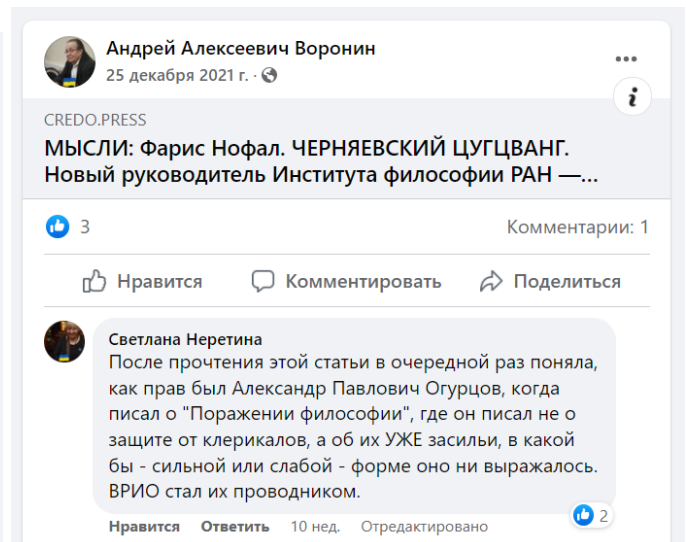 Андрей Алексеевич Воронин
25 декабря 2021 г. ·
CREDO.PRESS
МЫСЛИ: Фарис Нофал. ЧЕРНЯЕВСКИЙ ЦУГЦВАНГ.
Новый руководитель Института философии РАН —...
3
Комментарии: 1
Нравится Комментировать Поделиться
Светлана Неретина
После прочтения этой статьи в очередной раз поняла,
как прав был Александр Павлович Огурцов, когда
писал о "Поражении философии", где он писал не о
защите от клерикалов, а об их УЖЕ засильи, в какой
бы - сильной или слабой - форме оно ни выражалось.
ВРИО стал их проводником.
2
Нравится Ответить 10 нед. Отредактировано